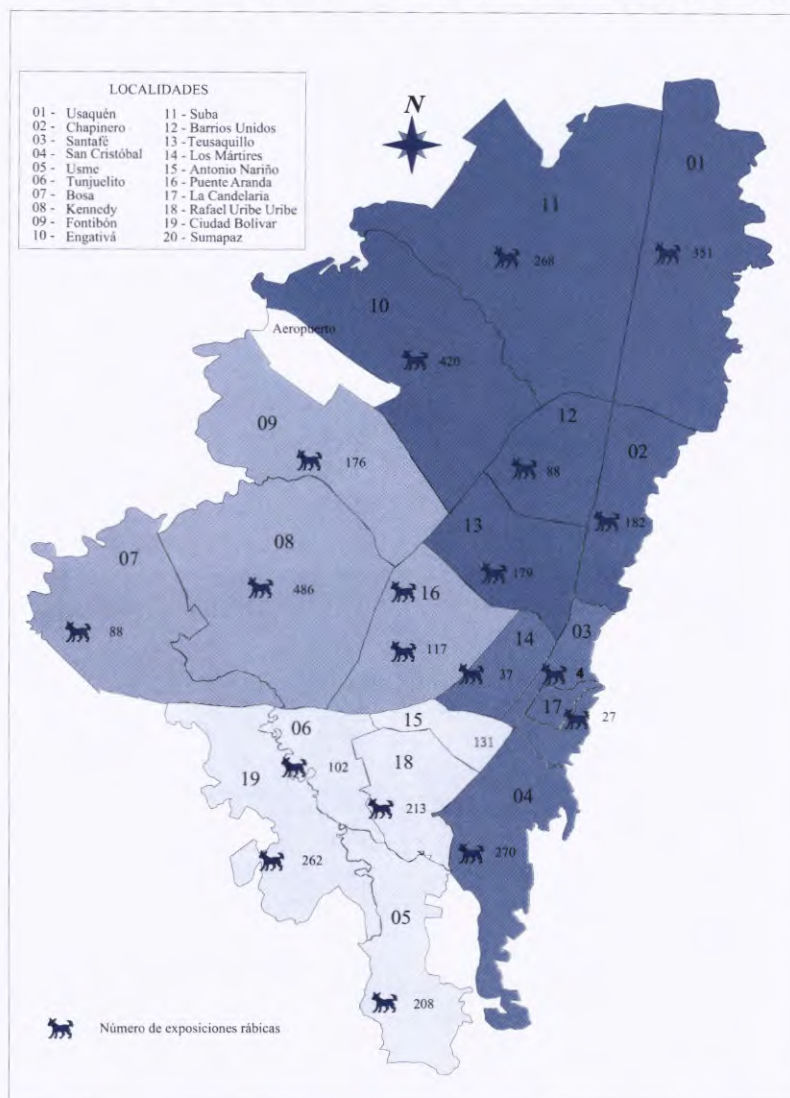 LOCALIDADES
01 - Usaquén
02 - Chapinero
03 - Santafé
04 - San Cristóbal
05 - Usme
06 - Tunjuelito
07 - Bosa
08 - Kennedy
09 - Fontibón
10 - Engativá
11 - Suba
12 - Barrios Unidos
13 - Teusaquillo
14 - Los Mártires
15 - Antonio Nariño
16 - Puente Aranda
17 - La Candelaria
18 - Rafael Uribe Uribe
19 - Ciudad Bolívar
20 - Sumapaz
N
01
351
11
268
10
Aeropuerto
420
12
88
02
182
09
176
13
179
08
486
07
88
16
117
14
37
03
4
17
27
15
131
06
102
18
213
19
262
04
270
05
208
Número de exposiciones rábicas